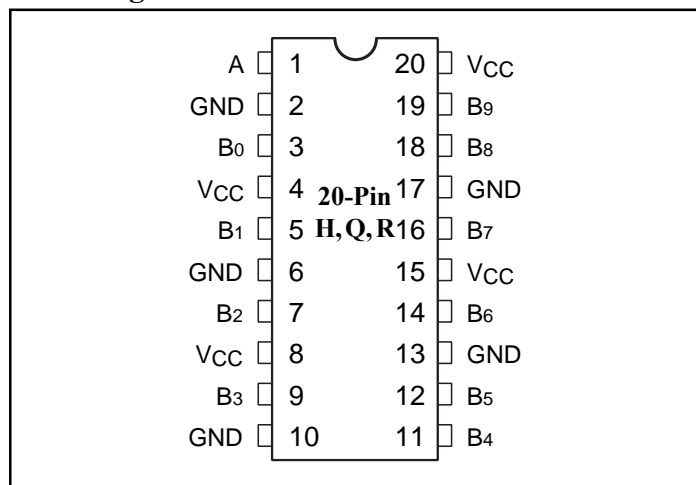 A 1 20 VCC
GND 2 19 B9
B0 3 18 B8
VCC 4 20-Pin 17 GND
B1 5 H, Q, R 16 B7
GND 6 15 VCC
B2 7 14 B6
VCC 8 13 GND
B3 9 12 B5
GND 10 11 B4